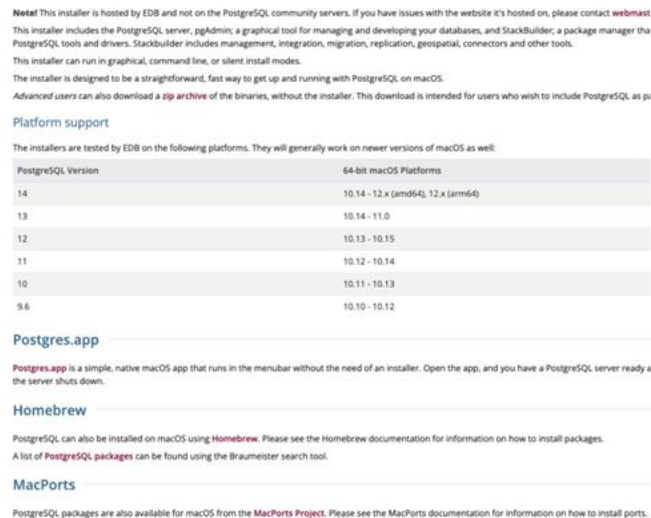 Note! This installer is hosted by EDB and not on the PostgreSQL community servers. If you have issues with the website it's hosted on, please contact webmast
This installer includes the PostgreSQL server, pgAdmin; a graphical tool for managing and developing your databases, and StackBuilder; a package manager tha
PostgreSQL tools and drivers. Stackbuilder includes management, integration, migration, replication, geospatial, connectors and other tools.
This installer can run in graphical, command line, or silent install modes.
The installer is designed to be a straightforward, fast way to get up and running with PostgreSQL on macOS.
Advanced users can also download a zip archive of the binaries, without the installer. This download is intended for users who wish to include PostgreSQL as pa
Platform support
The installers are tested by EDB on the following platforms. They will generally work on newer versions of macOS as well:
PostgreSQL Version 64-bit macOS Platforms
14 10.14 - 12.x (amd64), 12.x (arm64)
13 10.14 - 11.0
12 10.13 - 10.15
11 10.12 - 10.14
10 10.11 - 10.13
9.6 10.10 - 10.12
Postgres.app
Postgres.app is a simple, native macOS app that runs in the menubar without the need of an installer. Open the app, and you have a PostgreSQL server ready a
the server shuts down.
Homebrew
PostgreSQL can also be installed on macOS using Homebrew. Please see the Homebrew documentation for information on how to install packages.
A list of PostgreSQL packages can be found using the Braumeister search tool.
MacPorts
PostgreSQL packages are also available for macOS from the MacPorts Project. Please see the MacPorts documentation for information on how to install ports.